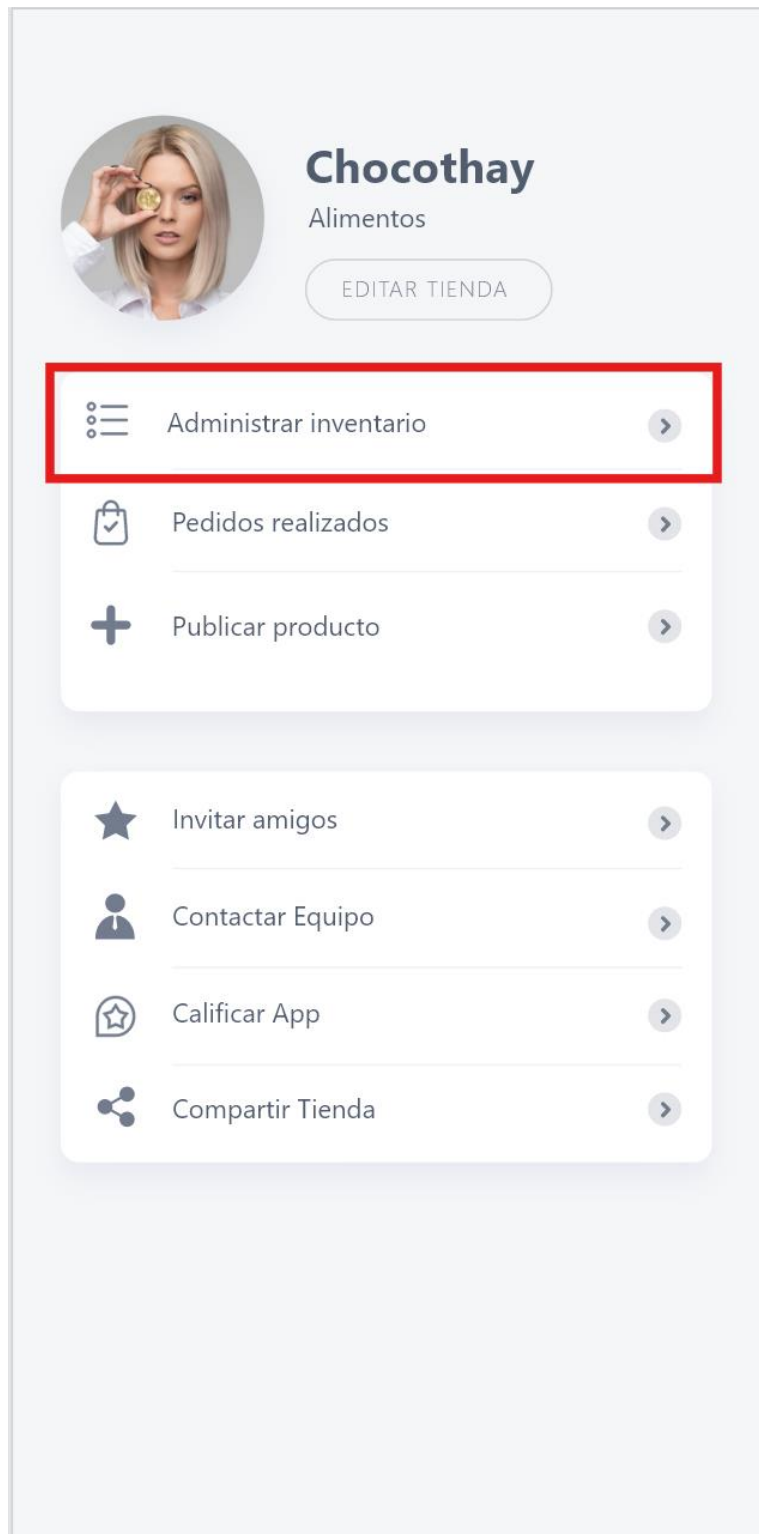 Chocothay
Alimentos
EDITAR TIENDA
Administrar inventario
Pedidos realizados
Publicar producto
Invitar amigos
Contactar Equipo
Calificar App
Compartir Tienda